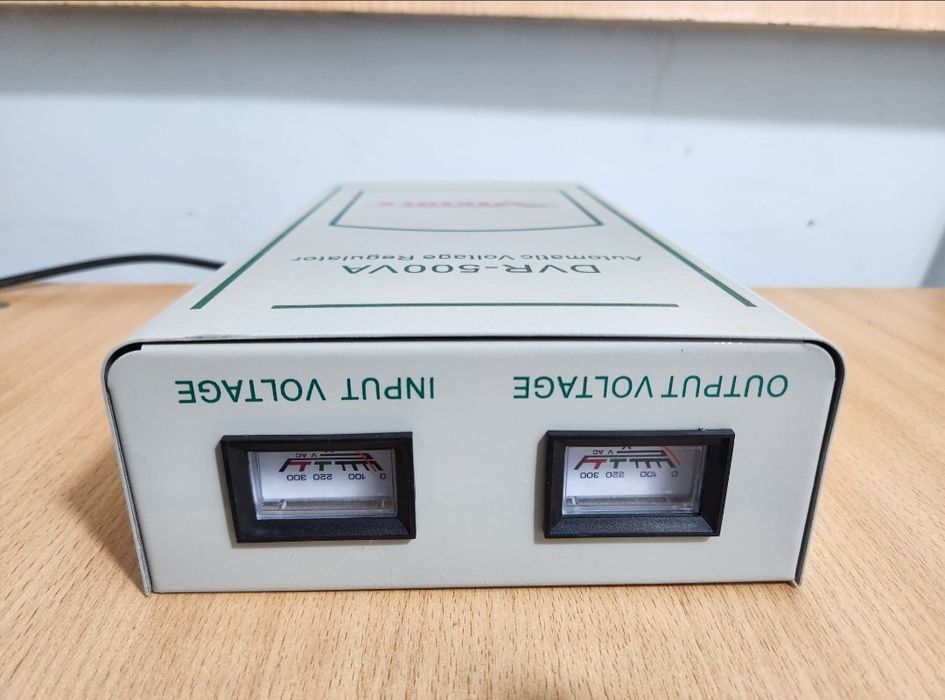 0 100 220 300
V AC
0 100 220 300
V AC
OUTPUT VOLTAGE
INPUT VOLTAGE
DVR-500VA
Automatic Voltage Regulator